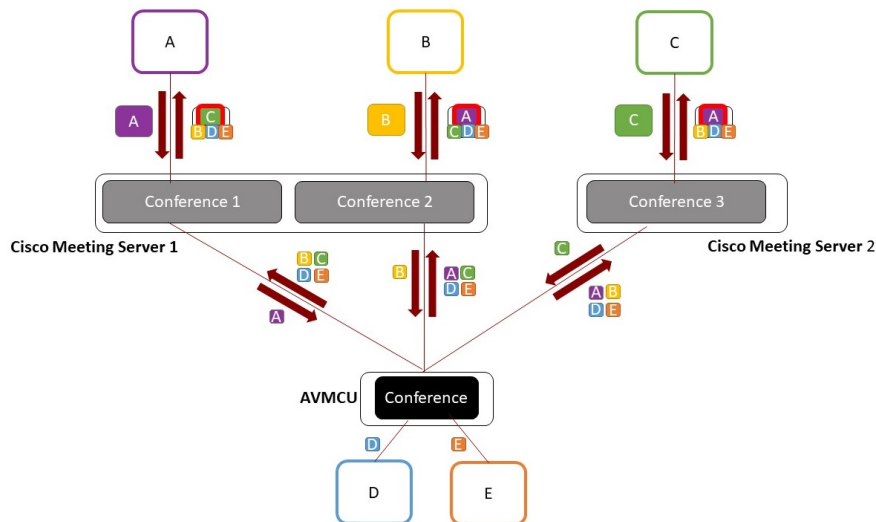 A
B
C
A
C
B D E
B
A
C D E
C
A
B D E
Conference 1
Conference 2
Conference 3
Cisco Meeting Server 1
Cisco Meeting Server 2
B C
D E
A
B
A C
D E
C
A B
D E
AVMCU
Conference
D
E
D
E